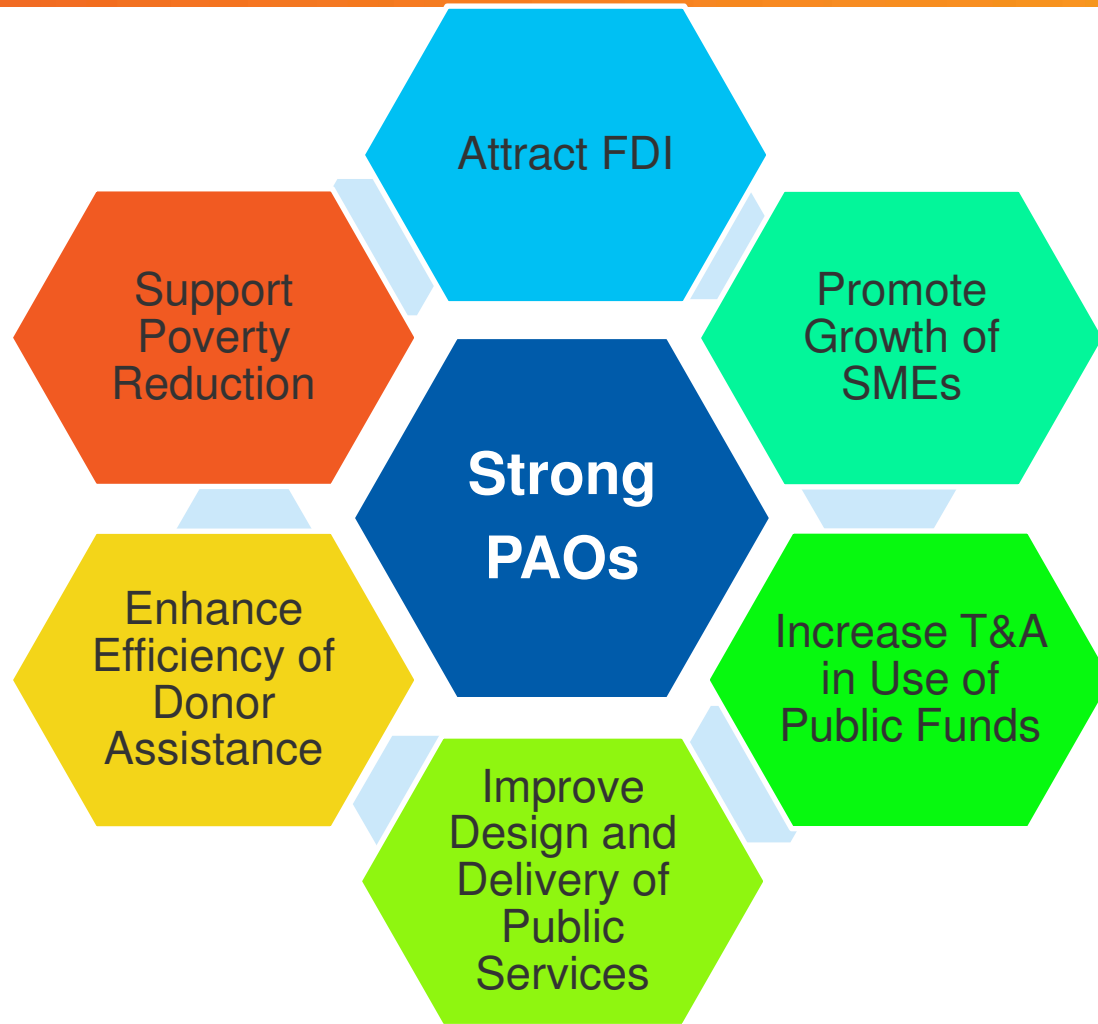 Attract FDI
Promote
Growth of
SMEs
Increase T&A
in Use of
Public Funds
Improve
Design and
Delivery of
Public
Services
Enhance
Efficiency of
Donor
Assistance
Support
Poverty
Reduction
Strong
PAOs